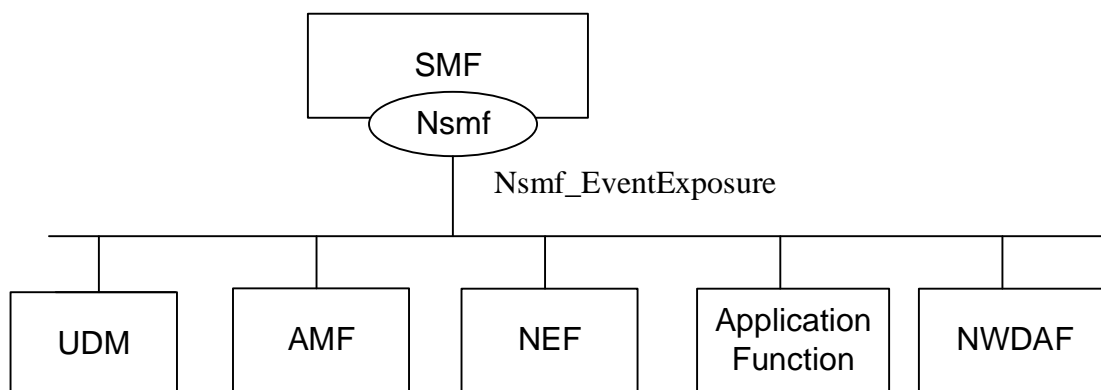 SMF
Nsmf
Nsmf_EventExposure
UDM
AMF
NEF
Application
Function
NWDAF